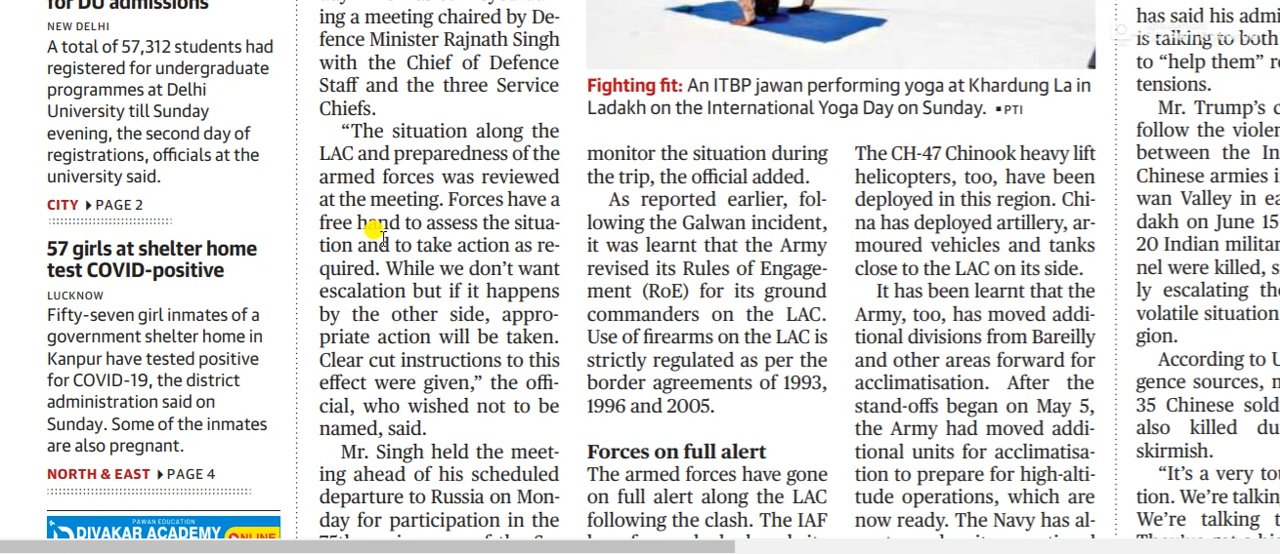 for DU admissions
NEW DELHI
A total of 57,312 students had
registered for undergraduate
programmes at Delhi
University till Sunday
evening, the second day of
registrations, officials at the
university said.
CITY PAGE 2
57 girls at shelter home
test COVID-positive
LUCKNOW
Fifty-seven girl inmates of a
government shelter home in
Kanpur have tested positive
for COVID-19, the district
administration said on
Sunday. Some of the inmates
are also pregnant.
NORTH & EAST PAGE 4
PAWAN EDUCATION
DIVAKAR ACADEMY ONLINE
ing a meeting chaired by De-
fence Minister Rajnath Singh
with the Chief of Defence
Staff and the three Service
Chiefs.
“The situation along the
LAC and preparedness of the
armed forces was reviewed
at the meeting. Forces have a
free hand to assess the situa-
tion and to take action as re-
quired. While we don’t want
escalation but if it happens
by the other side, appro-
priate action will be taken.
Clear cut instructions to this
effect were given,” the offi-
cial, who wished not to be
named, said.
Mr. Singh held the meet-
ing ahead of his scheduled
departure to Russia on Mon-
day for participation in the
Fighting fit: An ITBP jawan performing yoga at Khardung La in
Ladakh on the International Yoga Day on Sunday. ▪ PTI
monitor the situation during
the trip, the official added.
As reported earlier, fol-
lowing the Galwan incident,
it was learnt that the Army
revised its Rules of Engage-
ment (RoE) for its ground
commanders on the LAC.
Use of firearms on the LAC is
strictly regulated as per the
border agreements of 1993,
1996 and 2005.
Forces on full alert
The armed forces have gone
on full alert along the LAC
following the clash. The IAF
The CH-47 Chinook heavy lift
helicopters, too, have been
deployed in this region. Chi-
na has deployed artillery, ar-
moured vehicles and tanks
close to the LAC on its side.
It has been learnt that the
Army, too, has moved addi-
tional divisions from Bareilly
and other areas forward for
acclimatisation. After the
stand-offs began on May 5,
the Army had moved addi-
tional units for acclimatisa-
tion to prepare for high-alti-
tude operations, which are
now ready. The Navy has al-
has said his admi
is talking to both
to “help them” re
tensions.
Mr. Trump’s c
follow the violen
between the In
Chinese armies i
wan Valley in ea
dakh on June 15
20 Indian militar
nel were killed, s
ly escalating the
volatile situation
gion.
According to U
gence sources, m
35 Chinese sold
also killed du
skirmish.
“It’s a very tou
tion. We’re talkin
We’re talking t